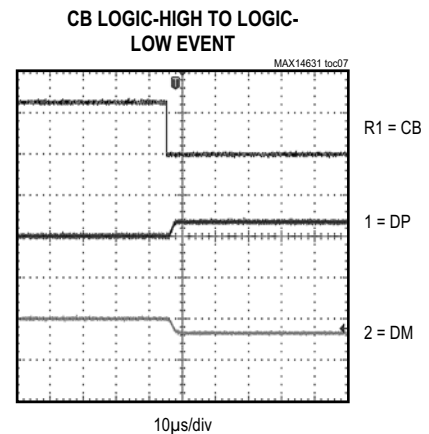 CB LOGIC-HIGH TO LOGIC-
LOW EVENT
MAX14631 toc07
R1 = CB
1 = DP
2 = DM
10µs/div